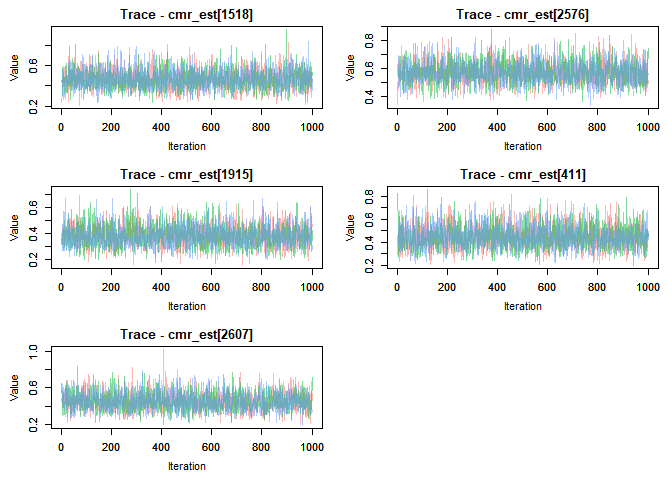 Trace - cmr_est[1518]
Value
0.2 0.6
0 200 400 600 800 1000
Iteration
Trace - cmr_est[2576]
Value
0.4 0.6 0.8
0 200 400 600 800 1000
Iteration
Trace - cmr_est[1915]
Value
0.2 0.4 0.6
0 200 400 600 800 1000
Iteration
Trace - cmr_est[411]
Value
0.2 0.4 0.6 0.8
0 200 400 600 800 1000
Iteration
Trace - cmr_est[2607]
Value
0.2 0.6 1.0
0 200 400 600 800 1000
Iteration